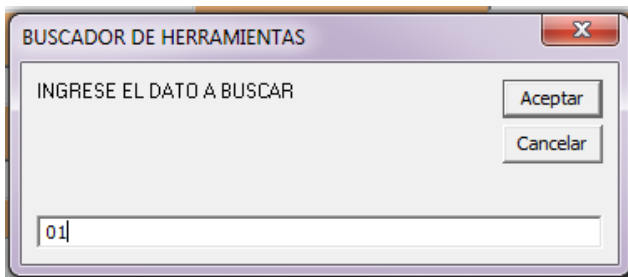 BUSCADOR DE HERRAMIENTAS
INGRESE EL DATO A BUSCAR
Aceptar
Cancelar
01